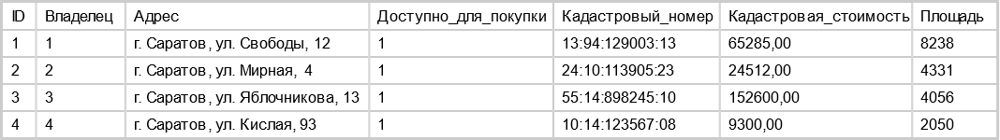 ID Владелец Адрес Доступно_для_покупки Кадастровый_номер Кадастровая_стоимость Площадь
1 1 г. Саратов, ул. Свободы, 12 1 13:94:129003:13 65285,00 8238
2 2 г. Саратов, ул. Мирная, 4 1 24:10:113905:23 24512,00 4331
3 3 г. Саратов, ул. Яблочникова, 13 1 55:14:898245:10 152600,00 4056
4 4 г. Саратов, ул. Кислая, 93 1 10:14:123567:08 9300,00 2050